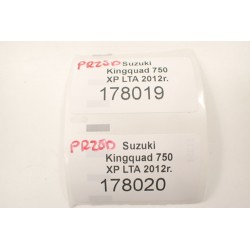 PRZÓD Suzuki
Kingquad 750
XP LTA 2012r.
178019
PRZÓD Suzuki
Kingquad 750
XP LTA 2012r.
178020